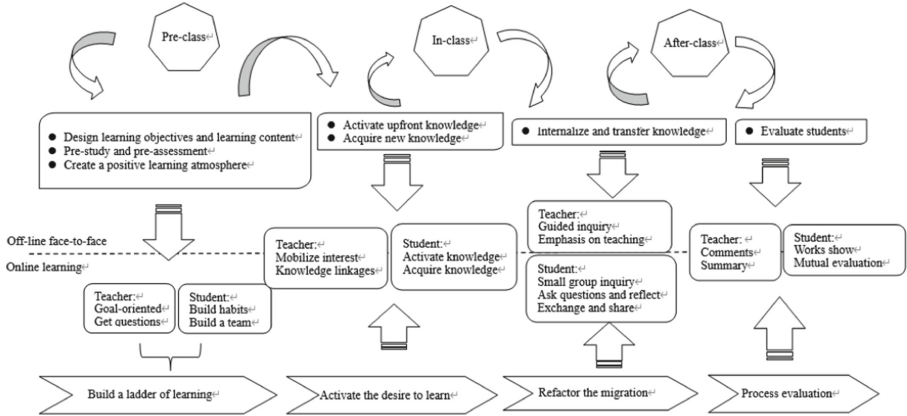 Pre-class
In-class
After-class
● Design learning objectives and learning content
● Pre-study and pre-assessment
● Create a positive learning atmosphere
● Activate upfront knowledge
● Acquire new knowledge
● Internalize and transfer knowledge
● Evaluate students
Off-line face-to-face
Online learning
Teacher:
Goal-oriented
Get questions
Student:
Build habits
Build a team
Teacher:
Mobilize interest
Knowledge linkages
Student:
Activate knowledge
Acquire knowledge
Teacher:
Guided inquiry
Emphasis on teaching
Student:
Small group inquiry
Ask questions and reflect
Exchange and share
Teacher:
Comments
Summary
Student:
Works show
Mutual evaluation
Build a ladder of learning
Activate the desire to learn
Refactor the migration
Process evaluation